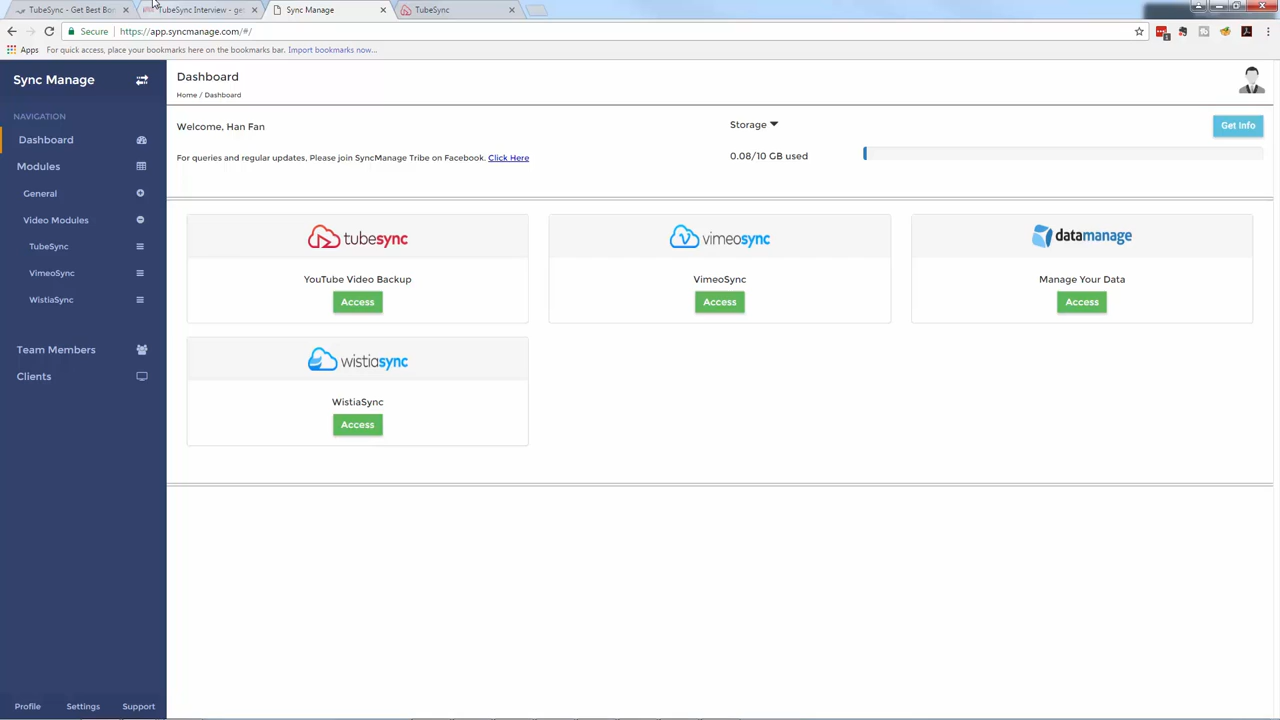 TubeSync - Get Best Bo
TubeSync Interview - ge
Sync Manage
TubeSync
Secure
https://app.syncmanage.com/#/
Apps
For quick access, place your bookmarks here on the bookmarks bar. Import bookmarks now...
Sync Manage
NAVIGATION
Dashboard
Modules
General
Video Modules
TubeSync
VimeoSync
WistiaSync
Team Members
Clients
Profile
Settings
Support
Dashboard
Home / Dashboard
Welcome, Han Fan
For queries and regular updates, Please join SyncManage Tribe on Facebook. Click Here
Storage
0.08/10 GB used
Get Info
tubesync
YouTube Video Backup
Access
vimeosync
VimeoSync
Access
datamanage
Manage Your Data
Access
wistiasync
WistiaSync
Access